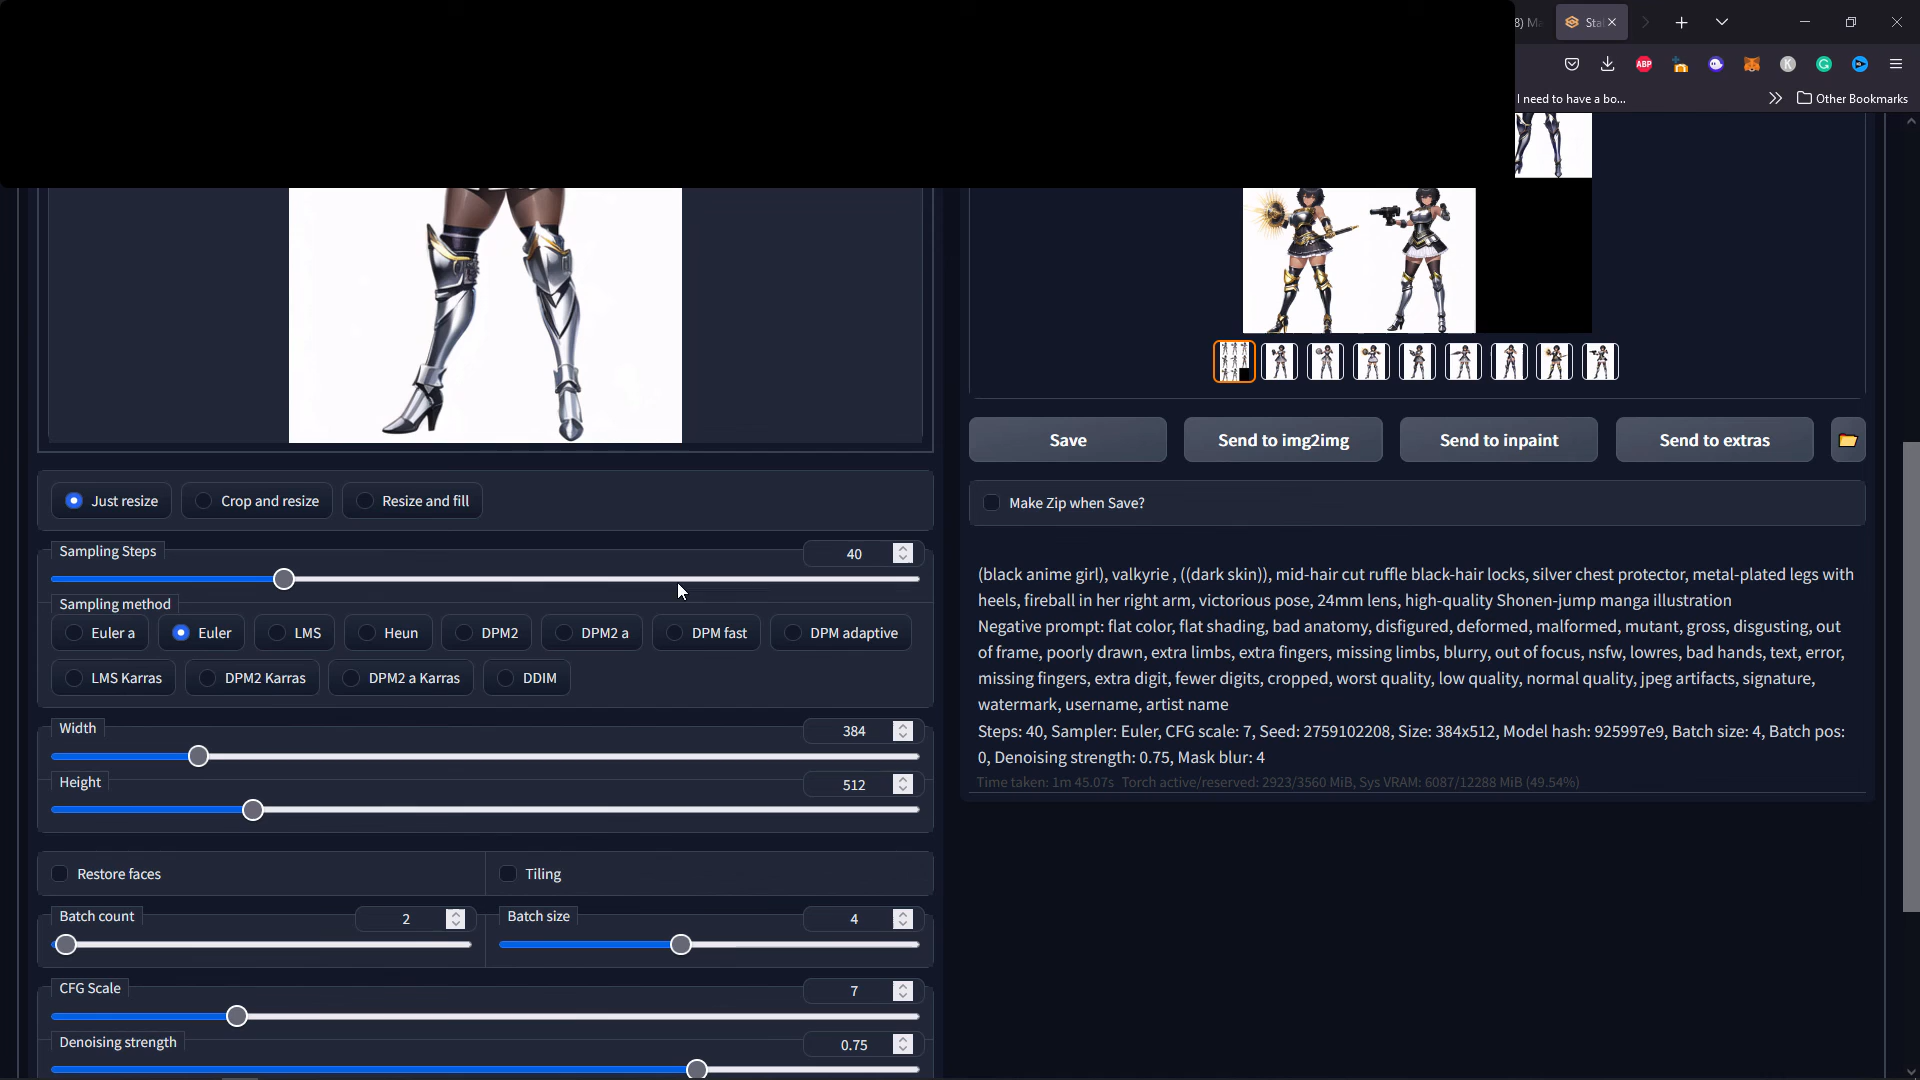 8) Ma
Sta
ABP
K
G
I need to have a bo...
Other Bookmarks
Save
Send to img2img
Send to inpaint
Send to extras
Just resize
Crop and resize
Resize and fill
Make Zip when Save?
Sampling Steps
40
Sampling method
Euler a
Euler
LMS
Heun
DPM2
DPM2 a
DPM fast
DPM adaptive
LMS Karras
DPM2 Karras
DPM2 a Karras
DDIM
Width
384
Height
512
Restore faces
Tiling
Batch count
2
Batch size
4
CFG Scale
7
Denoising strength
0.75
(black anime girl), valkyrie , ((dark skin)), mid-hair cut ruffle black-hair locks, silver chest protector, metal-plated legs with
heels, fireball in her right arm, victorious pose, 24mm lens, high-quality Shonen-jump manga illustration
Negative prompt: flat color, flat shading, bad anatomy, disfigured, deformed, malformed, mutant, gross, disgusting, out
of frame, poorly drawn, extra limbs, extra fingers, missing limbs, blurry, out of focus, nsfw, lowres, bad hands, text, error,
missing fingers, extra digit, fewer digits, cropped, worst quality, low quality, normal quality, jpeg artifacts, signature,
watermark, username, artist name
Steps: 40, Sampler: Euler, CFG scale: 7, Seed: 2759102208, Size: 384x512, Model hash: 925997e9, Batch size: 4, Batch pos:
0, Denoising strength: 0.75, Mask blur: 4
Time taken: 1m 45.07s Torch active/reserved: 2923/3560 MiB, Sys VRAM: 6087/12288 MiB (49.54%)